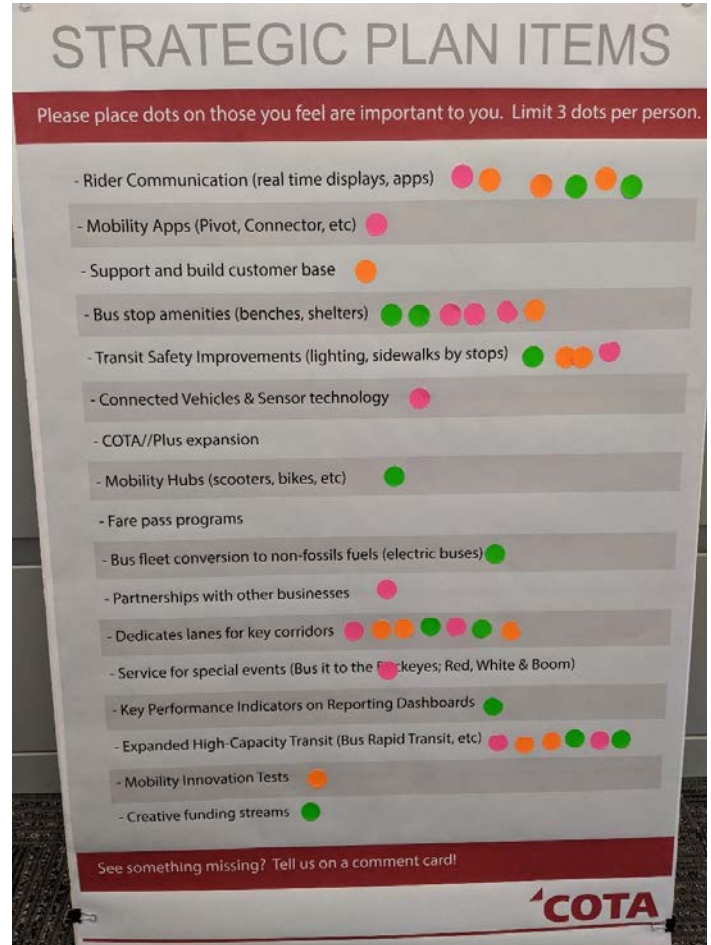 STRATEGIC PLAN ITEMS
Please place dots on those you feel are important to you. Limit 3 dots per person.
- Rider Communication (real time displays, apps)
- Mobility Apps (Pivot, Connector, etc)
- Support and build customer base
- Bus stop amenities (benches, shelters)
- Transit Safety Improvements (lighting, sidewalks by stops)
- Connected Vehicles & Sensor technology
- COTA//Plus expansion
- Mobility Hubs (scooters, bikes, etc)
- Fare pass programs
- Bus fleet conversion to non-fossils fuels (electric buses)
- Partnerships with other businesses
- Dedicates lanes for key corridors
- Service for special events (Bus it to the Buckeyes; Red, White & Boom)
- Key Performance Indicators on Reporting Dashboards
- Expanded High-Capacity Transit (Bus Rapid Transit, etc)
- Mobility Innovation Tests
- Creative funding streams
See something missing? Tell us on a comment card!
COTA